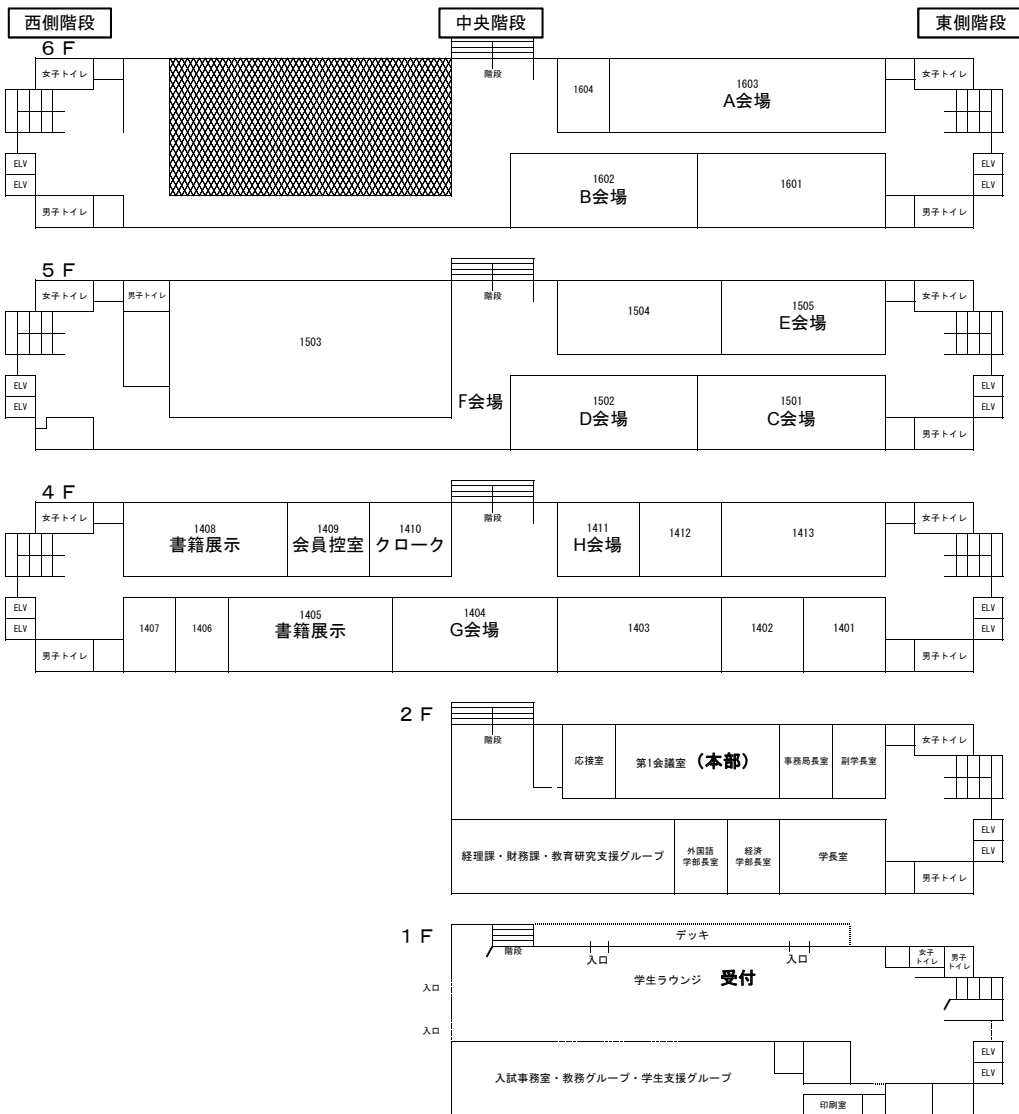 西側階段
中央階段
東側階段
６Ｆ
女子トイレ
階段
1604
1603
A会場
女子トイレ
ELV
ELV
1602
B会場
1601
ELV
ELV
男子トイレ
男子トイレ
５Ｆ
女子トイレ
男子トイレ
階段
1503
1504
1505
E会場
女子トイレ
ELV
ELV
F会場
1502
D会場
1501
C会場
ELV
ELV
男子トイレ
４Ｆ
女子トイレ
1408
書籍展示
1409
会員控室
1410
クローク
階段
1411
H会場
1412
1413
女子トイレ
ELV
ELV
1407
1406
1405
書籍展示
1404
G会場
1403
1402
1401
ELV
ELV
男子トイレ
男子トイレ
２Ｆ
階段
応接室
第1会議室 （本部）
事務局長室
副学長室
女子トイレ
経理課・財務課・教育研究支援グループ
外国語
学部長室
経済
学部長室
学長室
ELV
ELV
男子トイレ
１Ｆ
階段
デッキ
入口
入口
女子
トイレ
男子
トイレ
学生ラウンジ 受付
入口
入口
入試事務室・教務グループ・学生支援グループ
ELV
ELV
印刷室